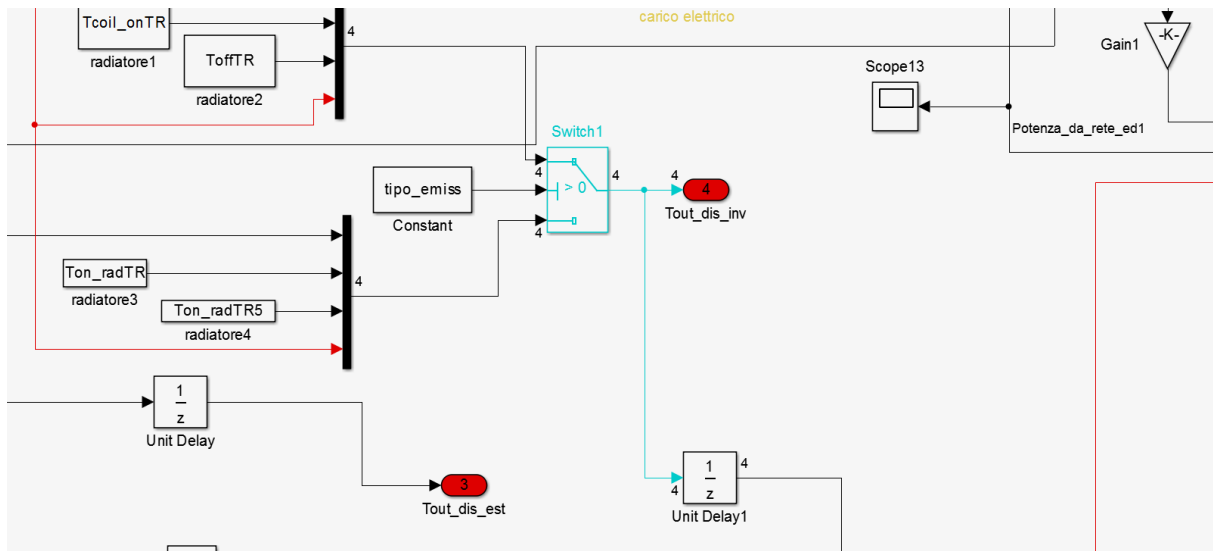 carico elettrico
Tcoil_onTR
4
radiatore1
ToffTR
radiatore2
-K-
Gain1
Scope13
Potenza_da_rete_ed1
Switch1
4
> 0
4
4
4
4
tipo_emiss
Constant
Tout_dis_inv
4
Ton_radTR
radiatore3
Ton_radTR5
radiatore4
1
z
Unit Delay
3
Tout_dis_est
1
z
4
4
Unit Delay1